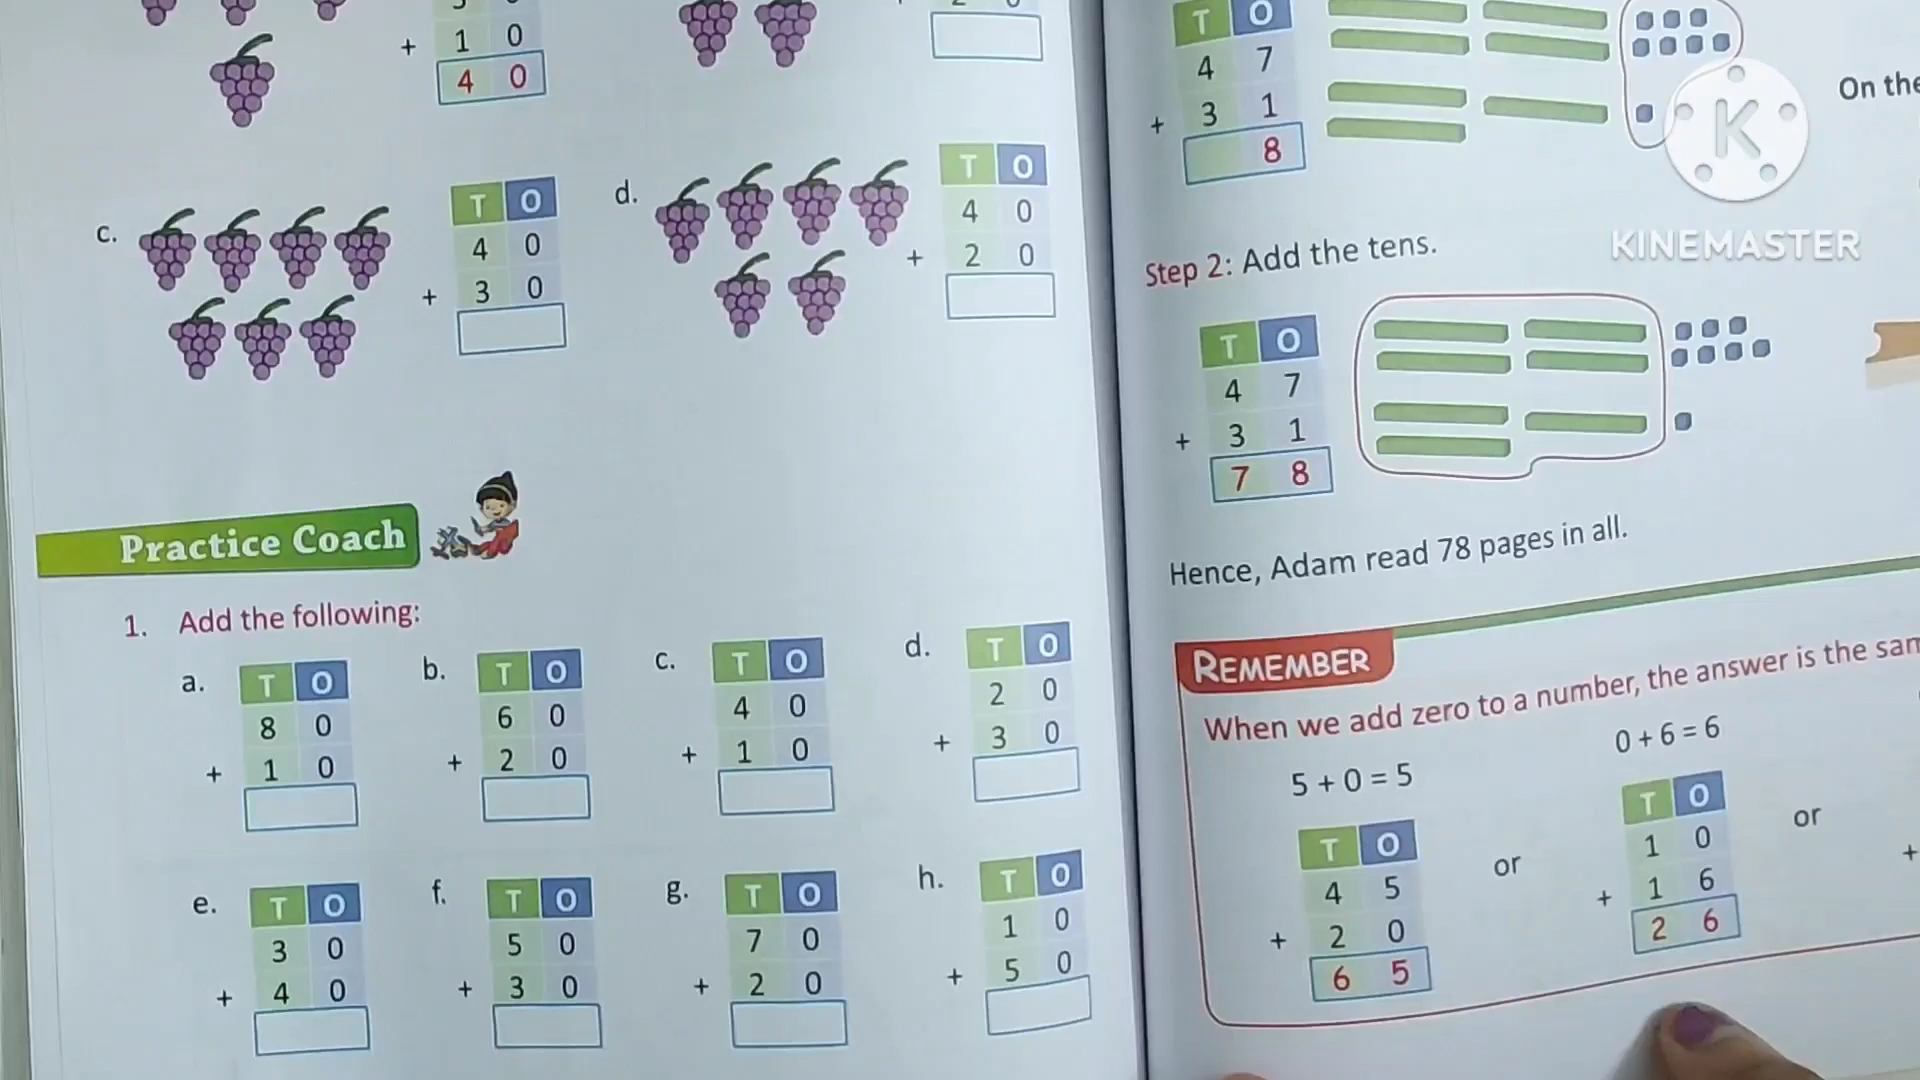 + 1 0
4 0
c.
T O
4 0
+ 3 0
d.
T O
4 0
+ 2 0
Practice Coach
1. Add the following:
a.
T O
8 0
+ 1 0
b.
T O
6 0
+ 2 0
c.
T O
4 0
+ 1 0
d.
T O
2 0
+ 3 0
e.
T O
3 0
+ 4 0
f.
T O
5 0
+ 3 0
g.
T O
7 0
+ 2 0
h.
T O
1 0
+ 5 0
T O
4 7
+ 3 1
8
On the
K
KINEMASTER
Step 2: Add the tens.
T O
4 7
+ 3 1
7 8
Hence, Adam read 78 pages in all.
REMEMBER
When we add zero to a number, the answer is the
5 + 0 = 5
0 + 6 = 6
T O
4 5
+ 2 0
6 5
or
T O
1 0
+ 1 6
2 6
or
+